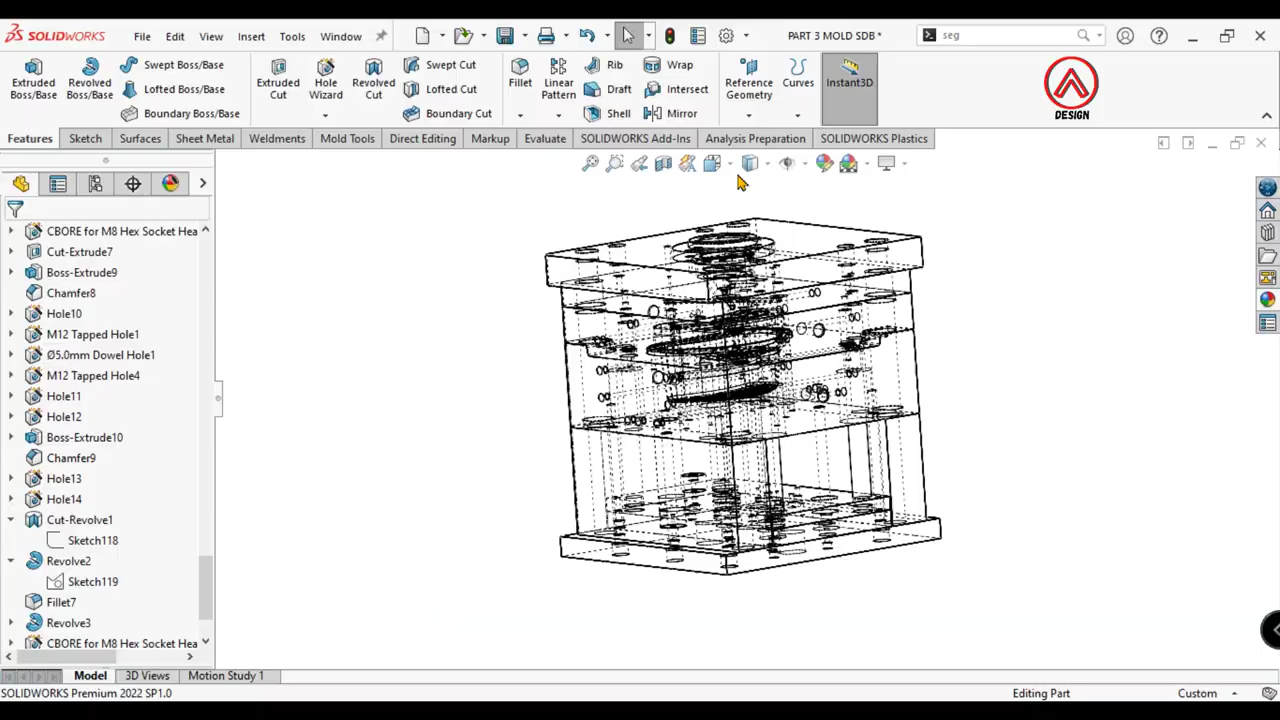 SOLIDWORKS File Edit View Insert Tools Window PART 3 MOLD SDB * seg
Extruded Boss/Base
Revolved Boss/Base
Swept Boss/Base
Lofted Boss/Base
Boundary Boss/Base
Extruded Cut
Hole Wizard
Revolved Cut
Swept Cut
Lofted Cut
Boundary Cut
Fillet
Linear Pattern
Rib
Draft
Shell
Wrap
Intersect
Mirror
Reference Geometry
Curves
Instant3D
DESIGN
Features Sketch Surfaces Sheet Metal Weldments Mold Tools Direct Editing Markup Evaluate SOLIDWORKS Add-Ins Analysis Preparation SOLIDWORKS Plastics
CBORE for M8 Hex Socket Hea
Cut-Extrude7
Boss-Extrude9
Chamfer8
Hole10
M12 Tapped Hole1
Ø5.0mm Dowel Hole1
M12 Tapped Hole4
Hole11
Hole12
Boss-Extrude10
Chamfer9
Hole13
Hole14
Cut-Revolve1
Sketch118
Revolve2
Sketch119
Fillet7
Revolve3
CBORE for M8 Hex Socket Hea
Model 3D Views Motion Study 1
SOLIDWORKS Premium 2022 SP1.0 Editing Part Custom